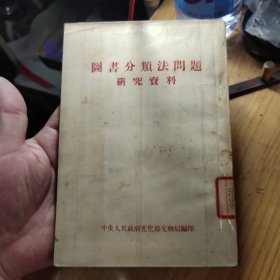 圖書分類法問題
研究資料
中央人民政府文化部文物局編印